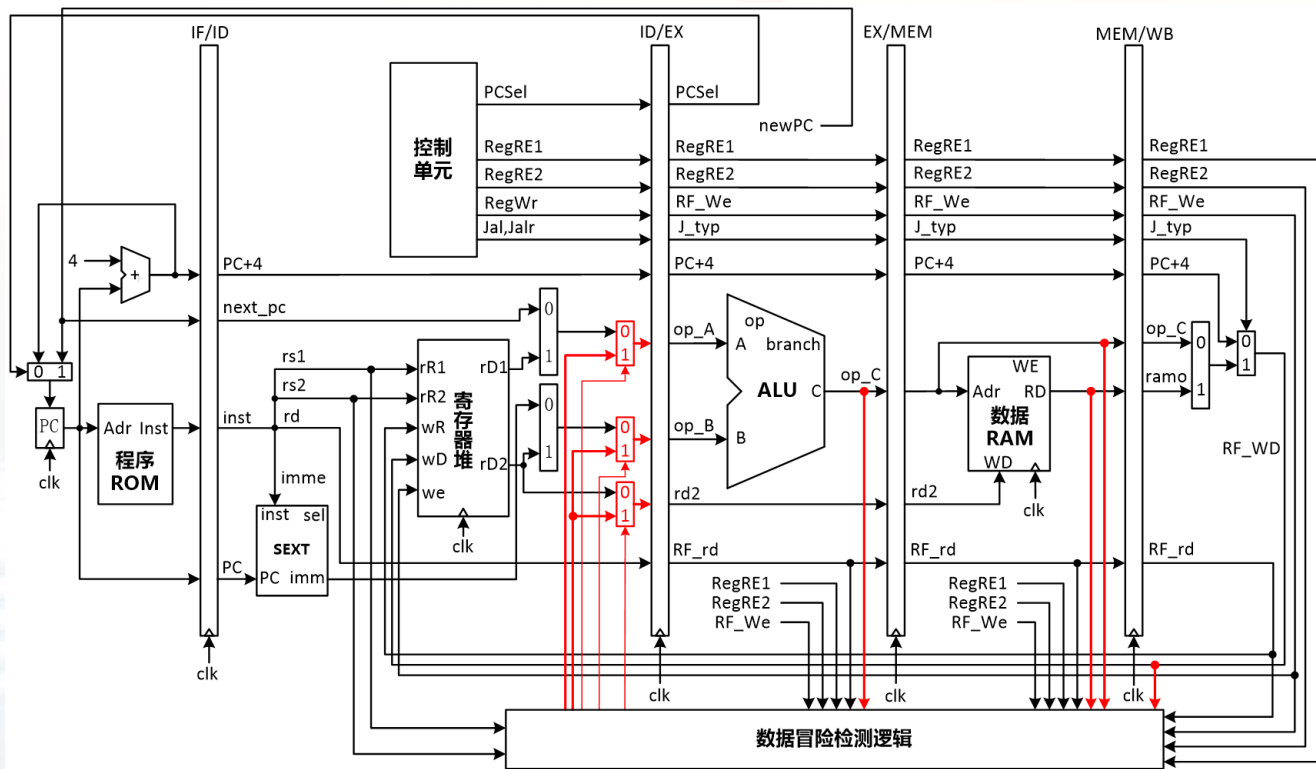 IF/ID
ID/EX
EX/MEM
MEM/WB
控制
单元
PCSel
PCSel
newPC
RegRE1
RegRE1
RegRE1
RegRE1
RegRE2
RegRE2
RegRE2
RegRE2
RegWr
RF_We
RF_We
RF_We
Jal,Jalr
J_typ
J_typ
J_typ
4
+
PC+4
PC+4
PC+4
PC+4
next_pc
0
1
0
1
PC
clk
Adr Inst
程序
ROM
inst
rs1
rs2
rd
imme
inst sel
SEXT
PC imm
PC
rR1
rR2
wR
wD
we
rD1
rD2
寄
存
器
堆
clk
0
1
0
1
0
1
0
1
op_A
op_B
rd2
op
A
branch
ALU
C
B
op_C
Adr
WE
RD
数据
RAM
WD
clk
rd2
op_C
ramo
0
1
0
1
RF_WD
RF_rd
RF_rd
RF_rd
RegRE1
RegRE2
RF_We
RegRE1
RegRE2
RF_We
clk
clk
clk
clk
数据冒险检测逻辑